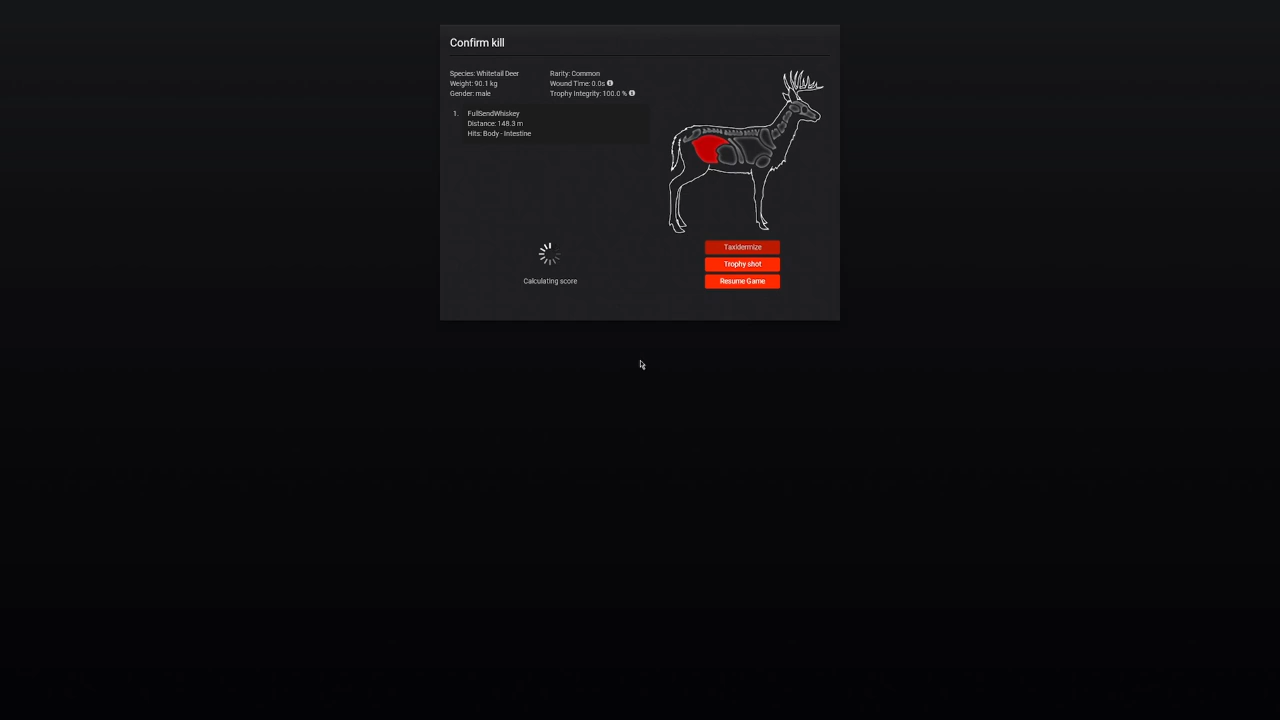 Confirm kill
Species: Whitetail Deer
Weight: 90.1 kg
Gender: male
Rarity: Common
Wound Time: 0.0s
Trophy Integrity: 100.0 %
1. FullSendWhiskey
Distance: 148.3 m
Hits: Body - Intestine
Calculating score
Taxidermize
Trophy shot
Resume Game